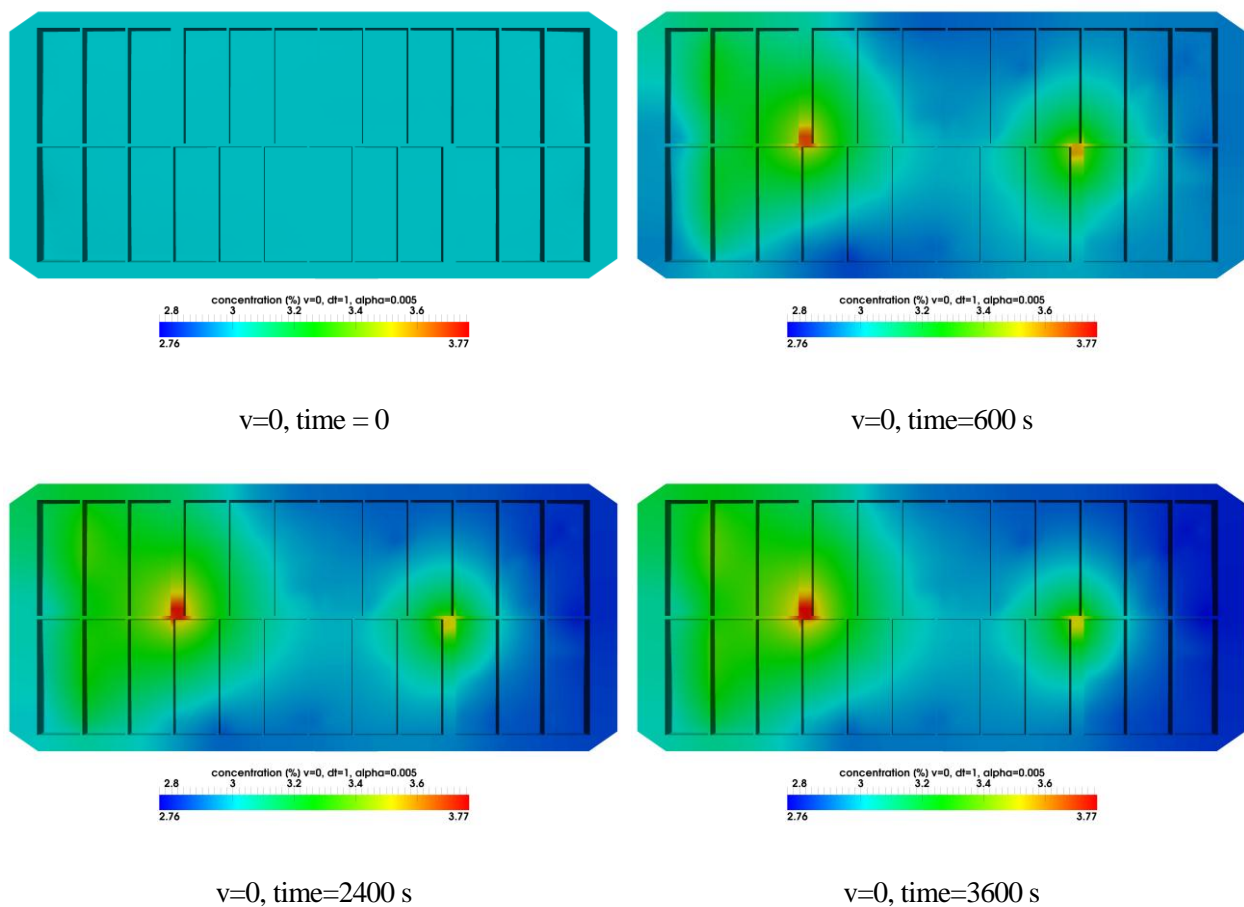 concentration (%) v=0, dt=1, alpha=0.005
2.8 3 3.2 3.4 3.6
2.76 3.77
v=0, time = 0
concentration (%) v=0, dt=1, alpha=0.005
2.8 3 3.2 3.4 3.6
2.76 3.77
v=0, time=600 s
concentration (%) v=0, dt=1, alpha=0.005
2.8 3 3.2 3.4 3.6
2.76 3.77
v=0, time=2400 s
concentration (%) v=0, dt=1, alpha=0.005
2.8 3 3.2 3.4 3.6
2.76 3.77
v=0, time=3600 s